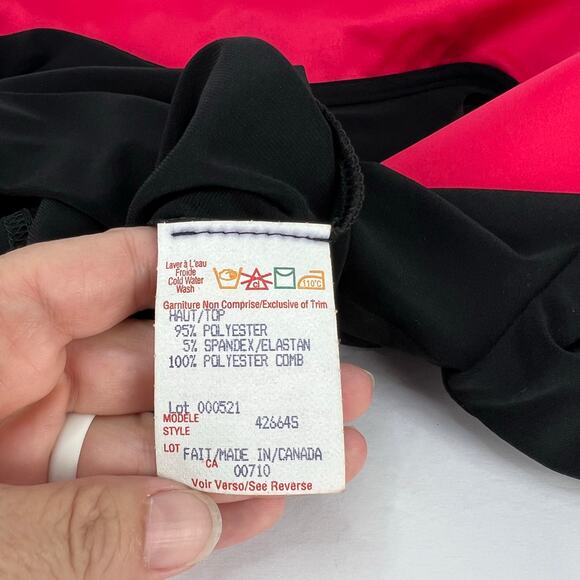 Laver à L'eau
Froide
Cold Water
Wash
cl
110°C
Garniture Non Comprise/Exclusive of Trim
HAUT/TOP
95% POLYESTER
5% SPANDEX/ELASTAN
100% POLYESTER COMB
Lot 000521
MODÈLE
STYLE 42664S
LOT FAIT/MADE IN/CANADA
CA 00710
Voir Verso/See Reverse